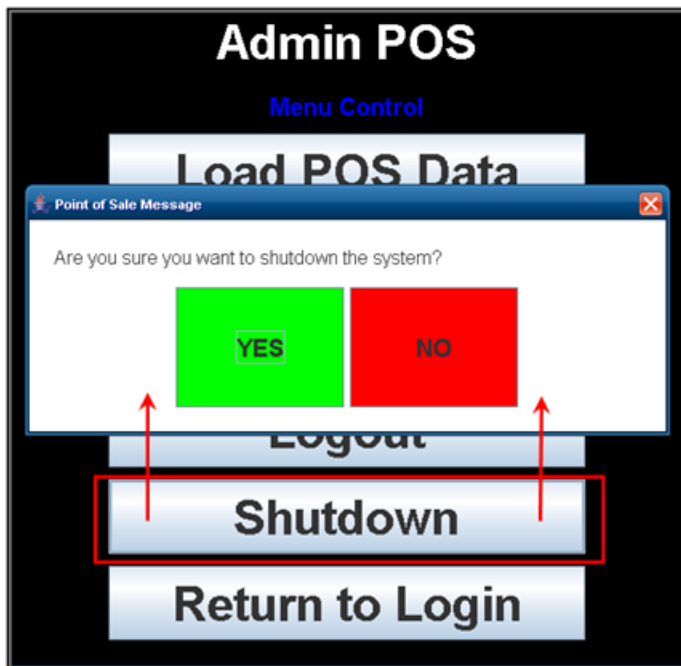 Admin POS
Menu Control
Load POS Data
Point of Sale Message
Are you sure you want to shutdown the system?
YES NO
Logout
Shutdown
Return to Login